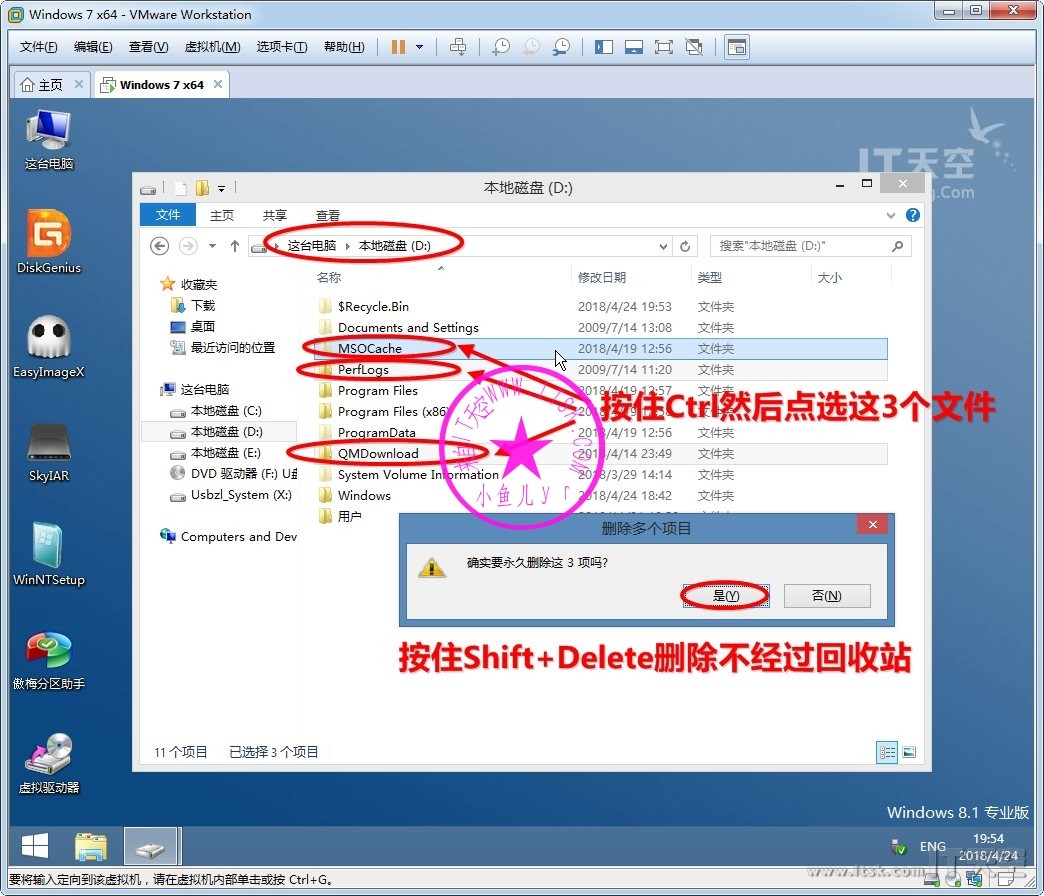 Windows 7 x64 - VMware Workstation
文件(F) 编辑(E) 查看(V) 虚拟机(M) 选项卡(T) 帮助(H)
主页 Windows 7 x64
这台电脑
DiskGenius
EasyImageX
SkyIAR
WinNTSetup
傲梅分区助手
虚拟驱动器
IT天空
本地磁盘 (D:)
文件 主页 共享 查看
这台电脑 本地磁盘 (D:) 搜索"本地磁盘 (D:)"
收藏夹
下载
桌面
最近访问的位置
这台电脑
本地磁盘 (C:)
本地磁盘 (D:)
本地磁盘 (E:)
DVD 驱动器 (F:)
Usbzl_System (X:)
Computers and Dev
名称 修改日期 类型 大小
$Recycle.Bin 2018/4/24 19:53 文件夹
Documents and Settings 2009/7/14 13:08 文件夹
MSOCache 2018/4/19 12:56 文件夹
PerfLogs 2009/7/14 11:20 文件夹
Program Files 2018/4/19 12:57 文件夹
Program Files (x86)
ProgramData 2018/4/19 12:56 文件夹
QMDownload 2018/4/14 23:49 文件夹
System Volume Information 2018/3/29 14:14 文件夹
Windows 2018/4/24 18:42 文件夹
用户
按住Ctrl然后点选这3个文件
小鱼儿yr
删除多个项目
确实要永久删除这 3 项吗?
是(Y) 否(N)
按住Shift+Delete删除不经过回收站
11 个项目 已选择 3 个项目
Windows 8.1 专业版
ENG
19:54
2018/4/24
www.itsk.com
IT天空
要将输入定向到该虚拟机，请在虚拟机内部单击或按 Ctrl+G。